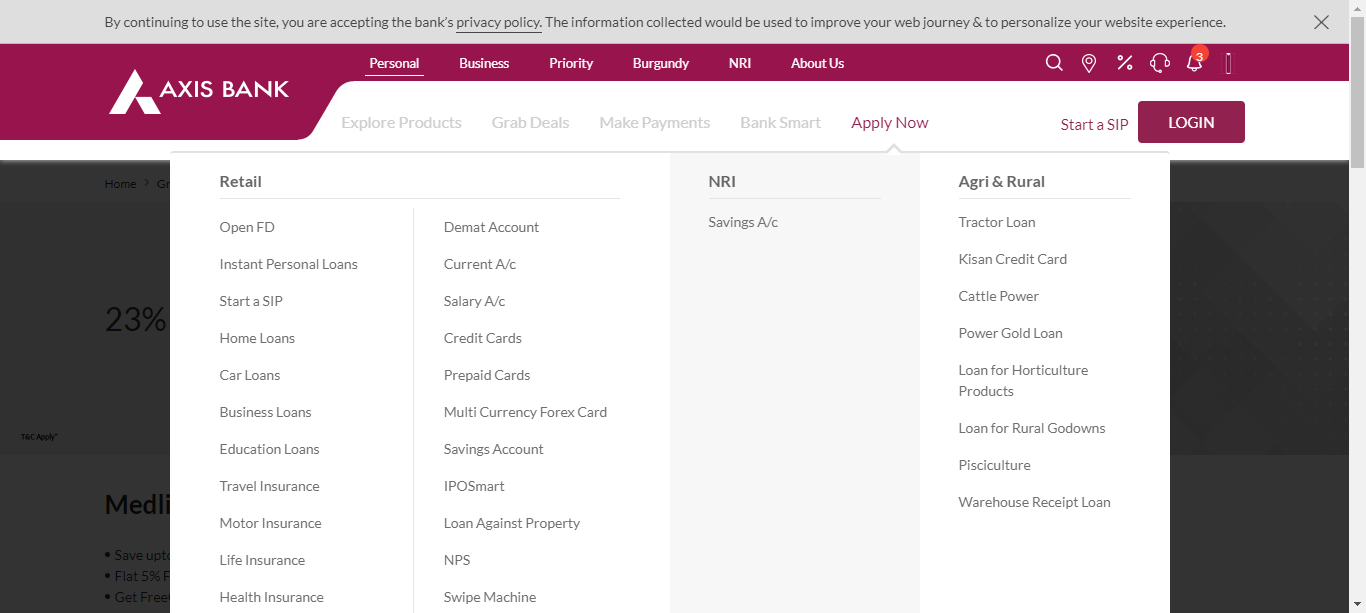 By continuing to use the site, you are accepting the bank's privacy policy. The information collected would be used to improve your web journey & to personalize your website experience.
Personal Business Priority Burgundy NRI About Us
3
AXIS BANK
Explore Products Grab Deals Make Payments Bank Smart Apply Now
Start a SIP LOGIN
Home > Gr
23%
T&C Apply*
Medli
• Save upto
• Flat 5% F
• Get Free
Retail
Open FD
Instant Personal Loans
Start a SIP
Home Loans
Car Loans
Business Loans
Education Loans
Travel Insurance
Motor Insurance
Life Insurance
Health Insurance
Demat Account
Current A/c
Salary A/c
Credit Cards
Prepaid Cards
Multi Currency Forex Card
Savings Account
IPOSmart
Loan Against Property
NPS
Swipe Machine
NRI
Savings A/c
Agri & Rural
Tractor Loan
Kisan Credit Card
Cattle Power
Power Gold Loan
Loan for Horticulture
Products
Loan for Rural Godowns
Pisciculture
Warehouse Receipt Loan